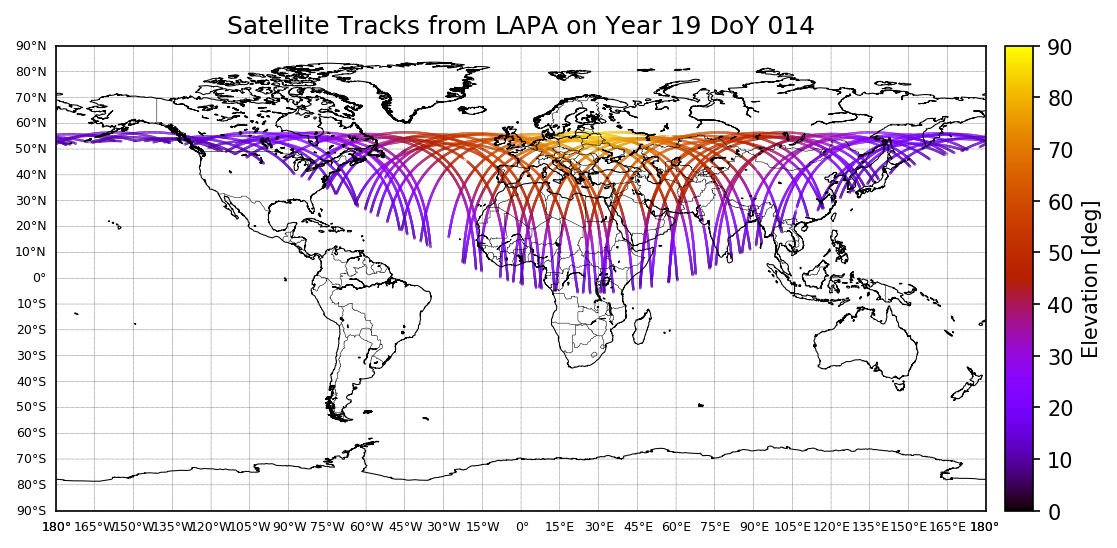 Satellite Tracks from LAPA on Year 19 DoY 014
90°N
80°N
70°N
60°N
50°N
40°N
30°N
20°N
10°N
0°
10°S
20°S
30°S
40°S
50°S
60°S
70°S
80°S
90°S
180° 165°W 150°W 135°W 120°W 105°W 90°W 75°W 60°W 45°W 30°W 15°W 0° 15°E 30°E 45°E 60°E 75°E 90°E 105°E 120°E 135°E 150°E 165°E 180°
90
80
70
60
50
40
30
20
10
0
Elevation [deg]